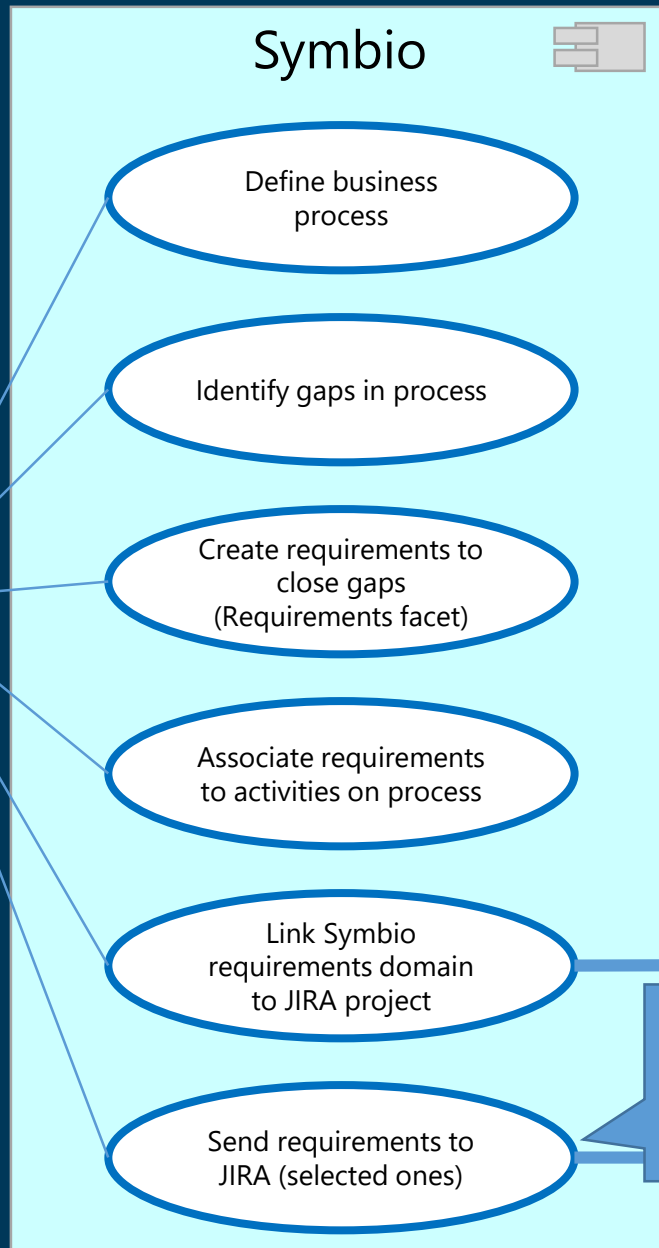 Symbio
Define business
process
Identify gaps in process
Create requirements to
close gaps
(Requirements facet)
Associate requirements
to activities on process
Link Symbio
requirements domain
to JIRA project
Send requirements to
JIRA (selected ones)